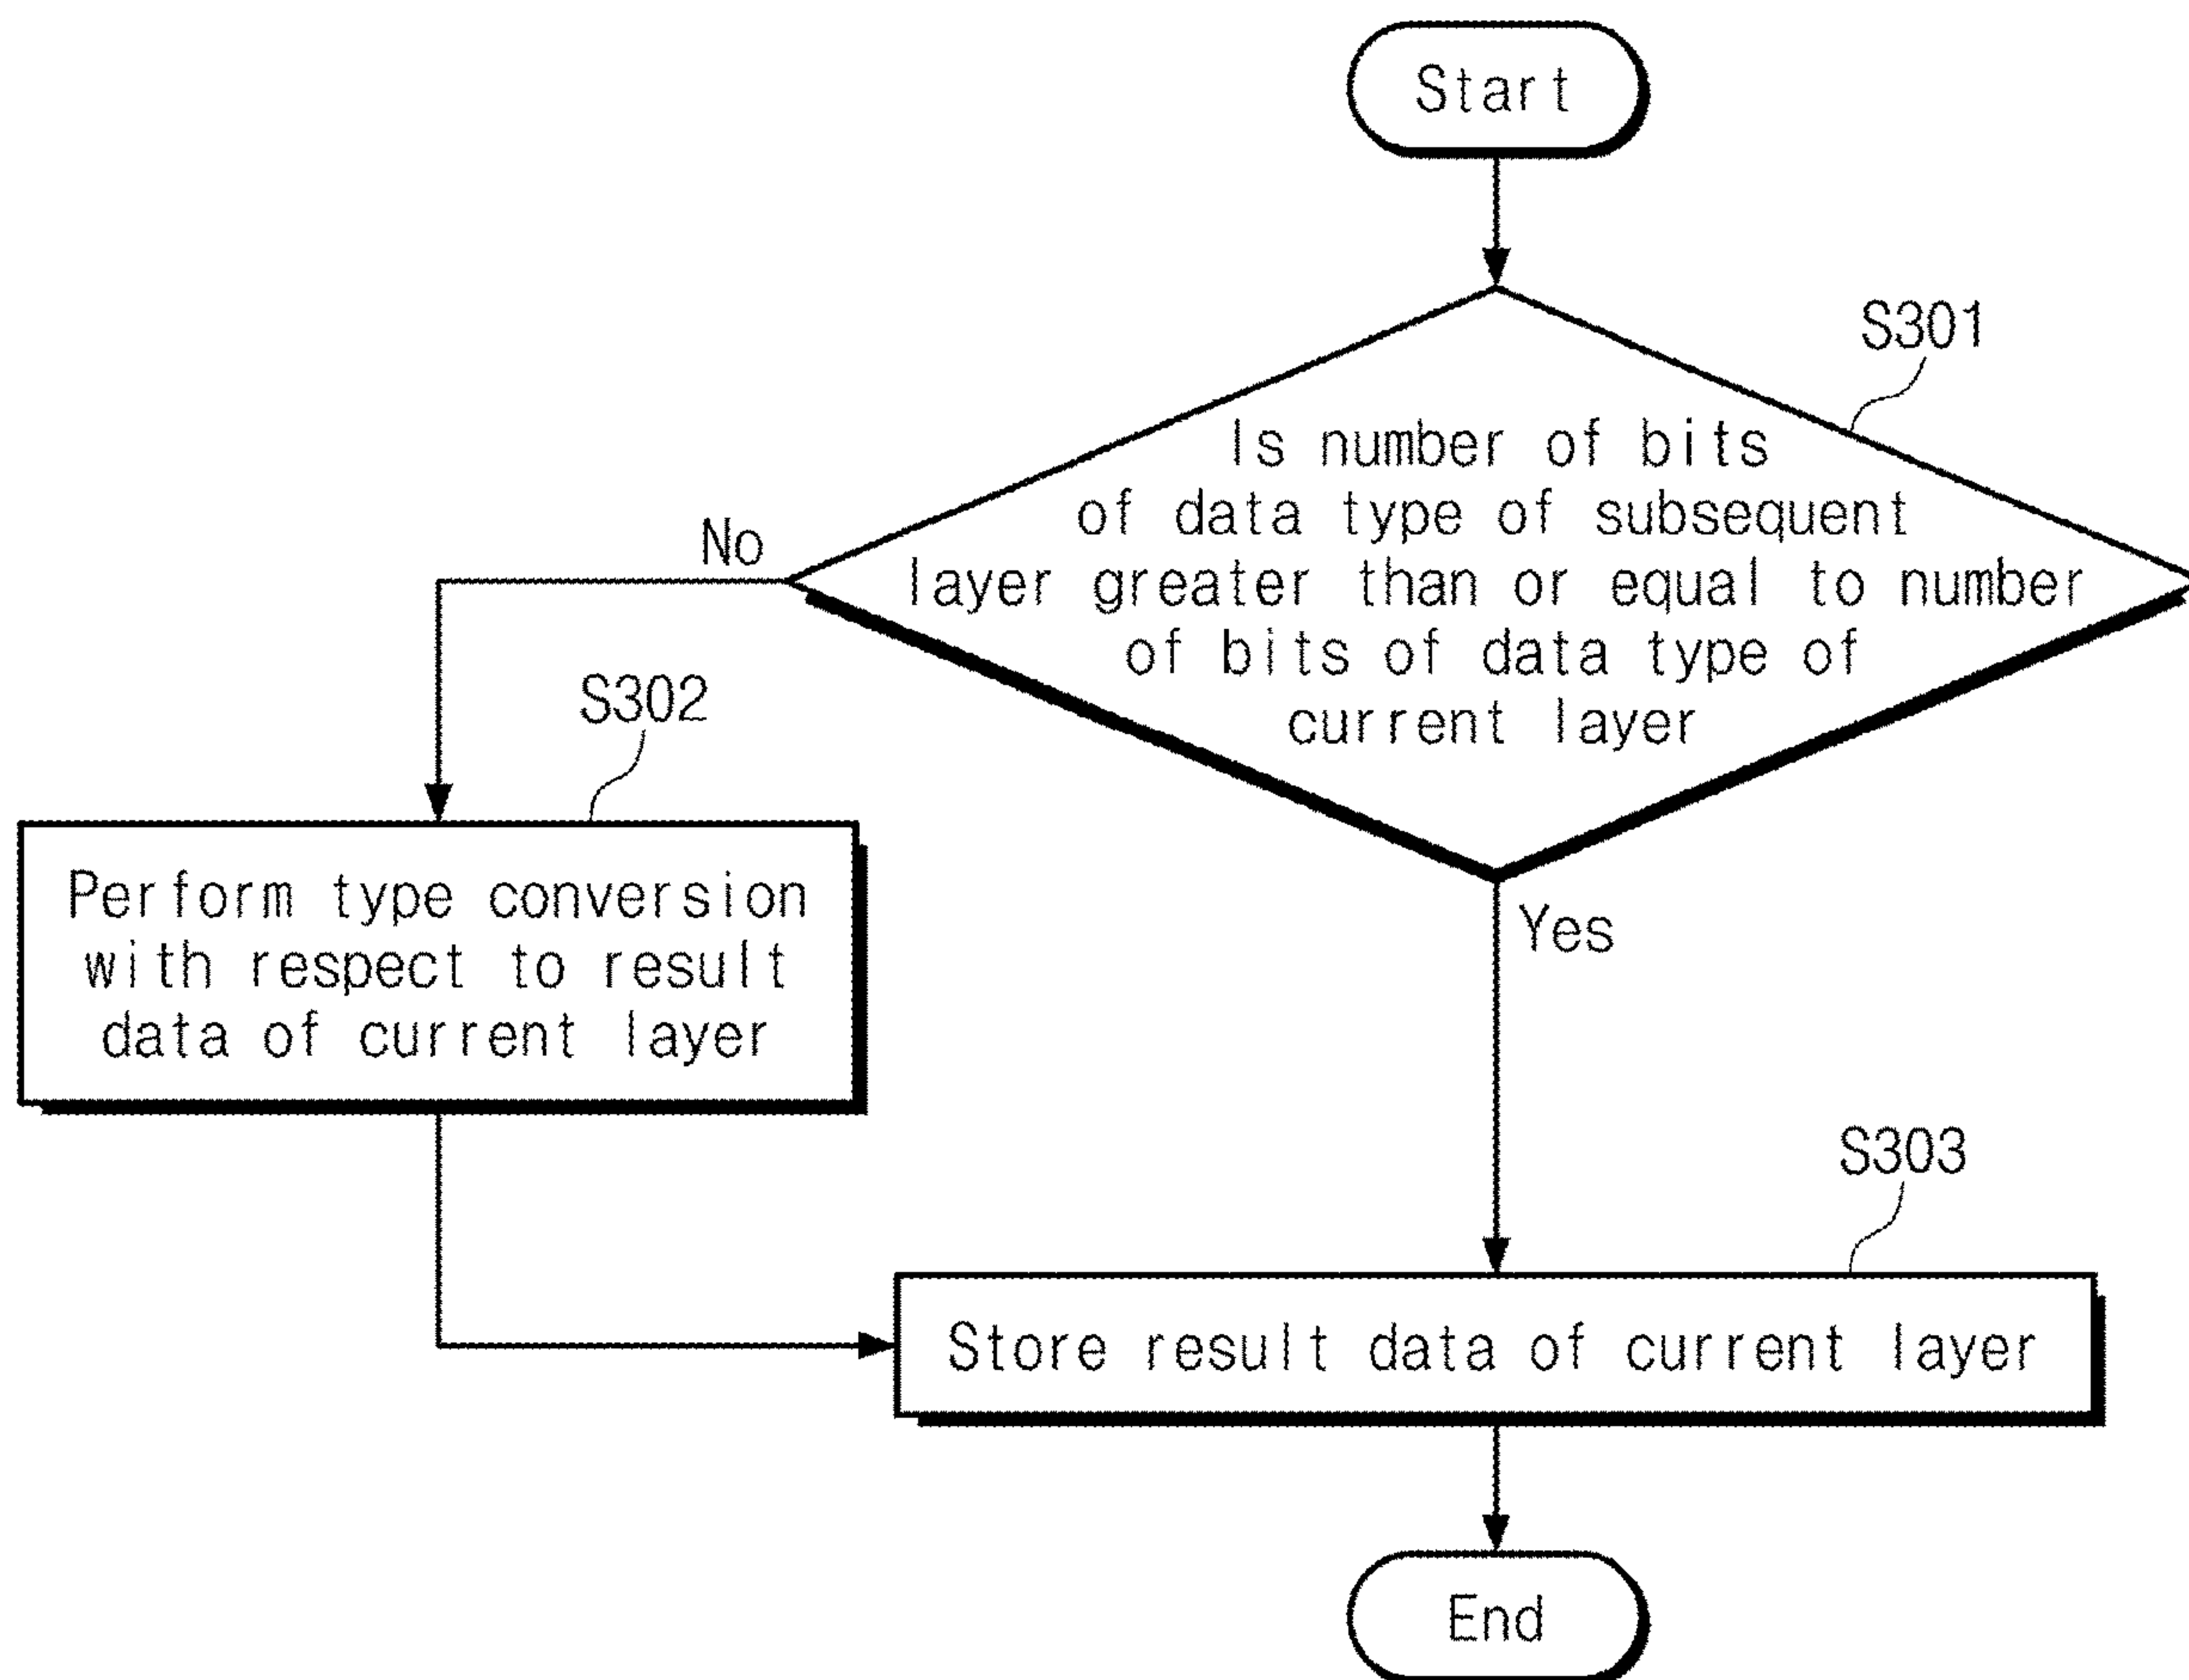 Start
S301
Is number of bits
of data type of subsequent
layer greater than or equal to number
of bits of data type of
current layer
No
S302
Perform type conversion
with respect to result
data of current layer
Yes
S303
Store result data of current layer
End